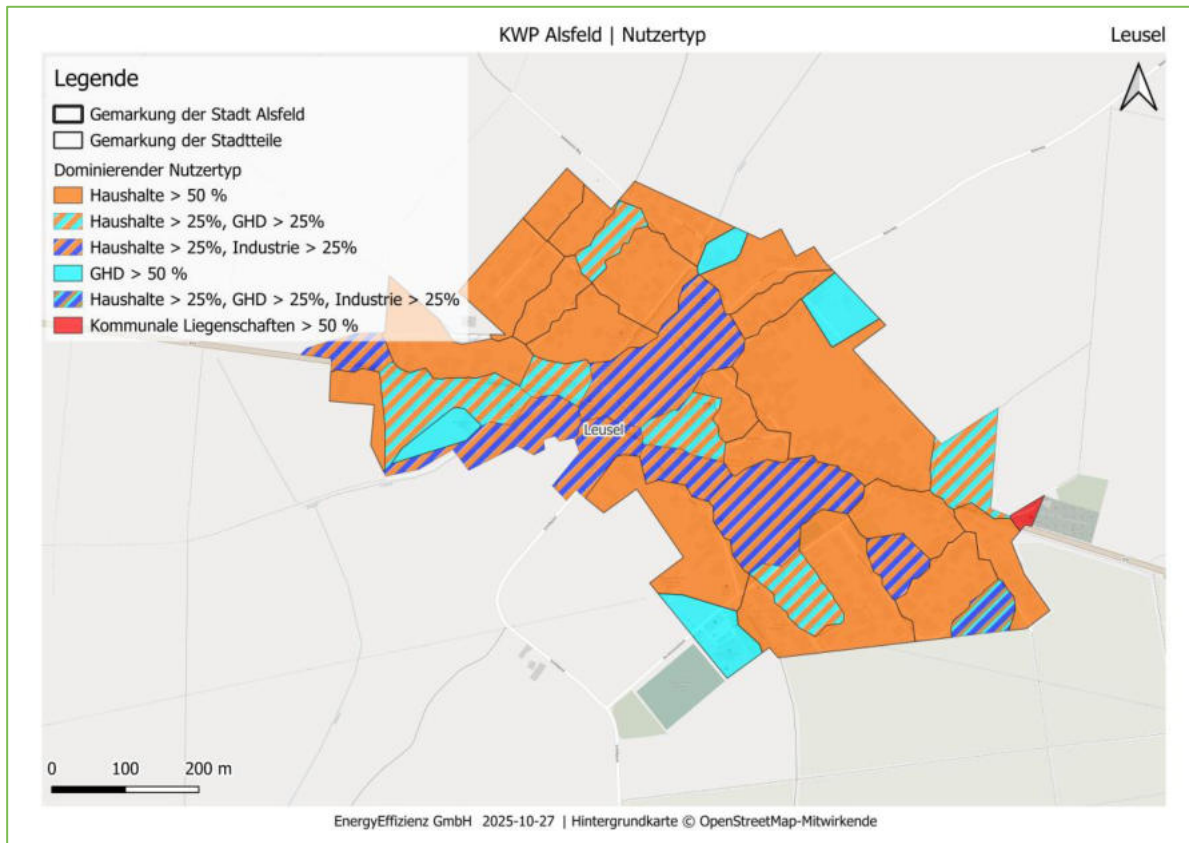 KWP Alsfeld | Nutzertyp
Leusel
Legende
Gemarkung der Stadt Alsfeld
Gemarkung der Stadtteile
Dominierender Nutzertyp
Haushalte > 50 %
Haushalte > 25%, GHD > 25%
Haushalte > 25%, Industrie > 25%
GHD > 50 %
Haushalte > 25%, GHD > 25%, Industrie > 25%
Kommunale Liegenschaften > 50 %
Leusel
0 100 200 m
EnergyEffizienz GmbH 2025-10-27 | Hintergrundkarte © OpenStreetMap-Mitwirkende